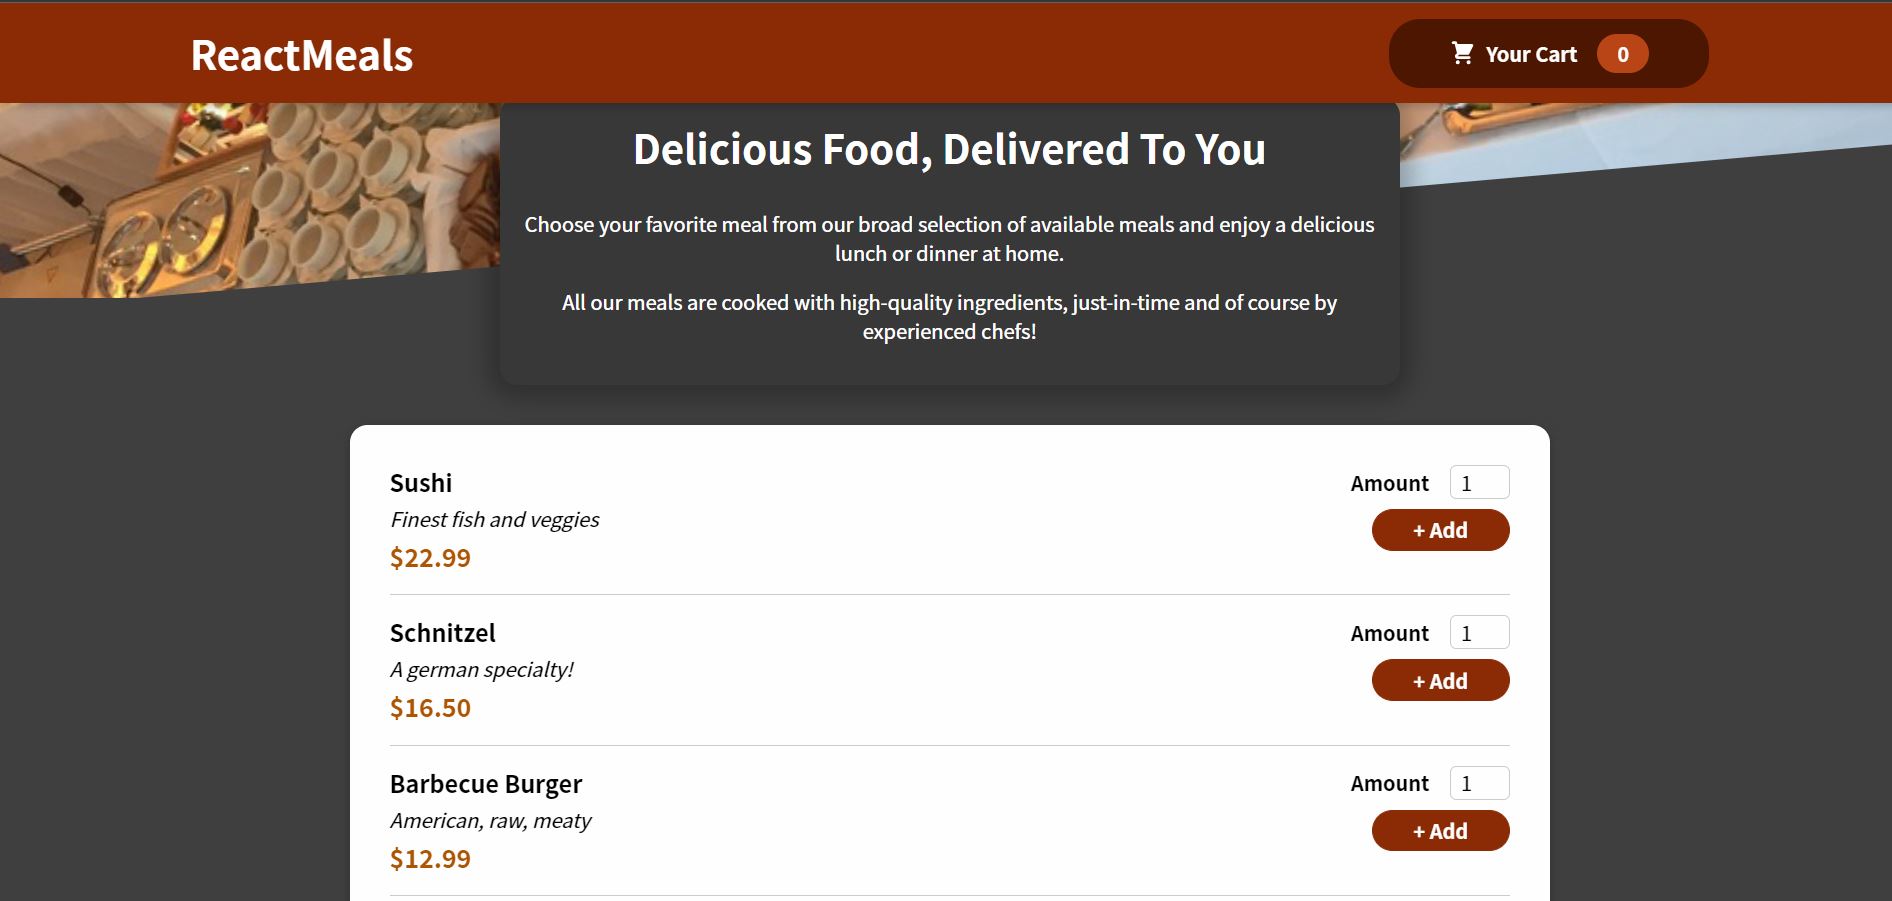 ReactMeals
Your Cart 0
Delicious Food, Delivered To You
Choose your favorite meal from our broad selection of available meals and enjoy a delicious
lunch or dinner at home.
All our meals are cooked with high-quality ingredients, just-in-time and of course by
experienced chefs!
Sushi
Finest fish and veggies
$22.99
Amount 1
+ Add
Schnitzel
A german specialty!
$16.50
Amount 1
+ Add
Barbecue Burger
American, raw, meaty
$12.99
Amount 1
+ Add